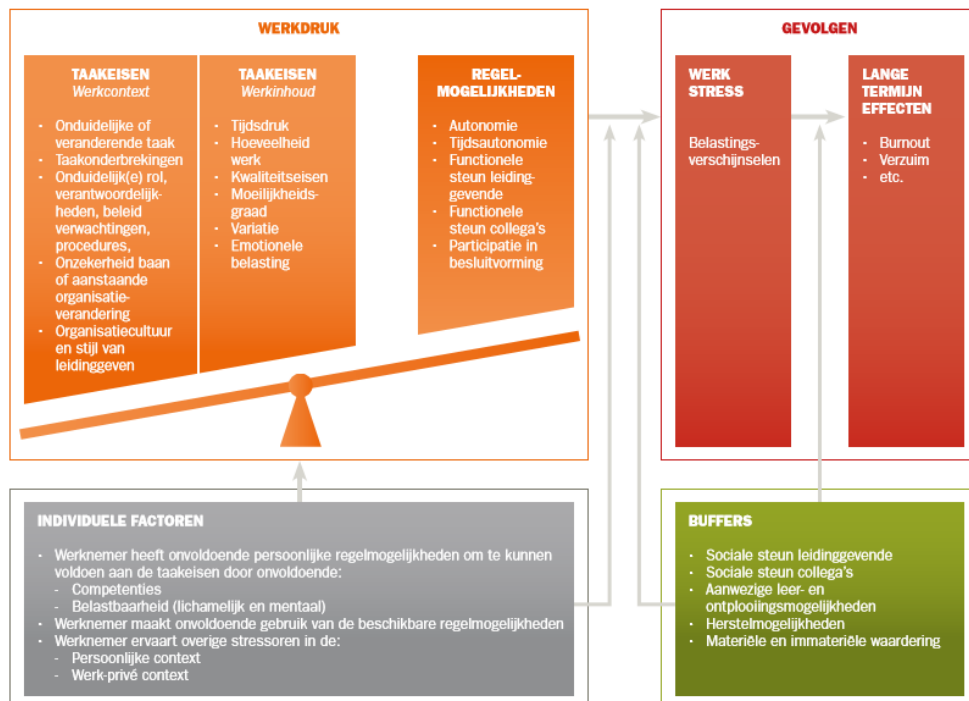 WERKDRUK
TAAKEISEN
Werkcontext
· Onduidelijke of
veranderende taak
· Taakonderbrekingen
· Onduidelijk(e) rol,
verantwoordelijk-
heden, beleid
verwachtingen,
procedures,
· Onzekerheid baan
of aanstaande
organisatie-
verandering
· Organisatiecultuur
en stijl van
leidinggeven
TAAKEISEN
Werkinhoud
· Tijdsdruk
· Hoeveelheid
werk
· Kwaliteitseisen
· Moeilijkheids-
graad
· Variatie
· Emotionele
belasting
REGEL-
MOGELIJKHEDEN
· Autonomie
· Tijdsautonomie
· Functionele
steun leiding-
gevende
· Functionele
steun collega's
· Participatie in
besluitvorming
GEVOLGEN
WERK
STRESS
Belastings-
verschijnselen
LANGE
TERMIJN
EFFECTEN
· Burnout
· Verzuim
· etc.
INDIVIDUELE FACTOREN
· Werknemer heeft onvoldoende persoonlijke regelmogelijkheden om te kunnen
voldoen aan de taakeisen door onvoldoende:
- Competenties
- Belastbaarheid (lichamelijk en mentaal)
· Werknemer maakt onvoldoende gebruik van de beschikbare regelmogelijkheden
· Werknemer ervaart overige stressoren in de:
- Persoonlijke context
- Werk-privé context
BUFFERS
· Sociale steun leidinggevende
· Sociale steun collega's
· Aanwezige leer- en
ontplooiingsmogelijkheden
· Herstelmogelijkheden
· Materiële en immateriële waardering